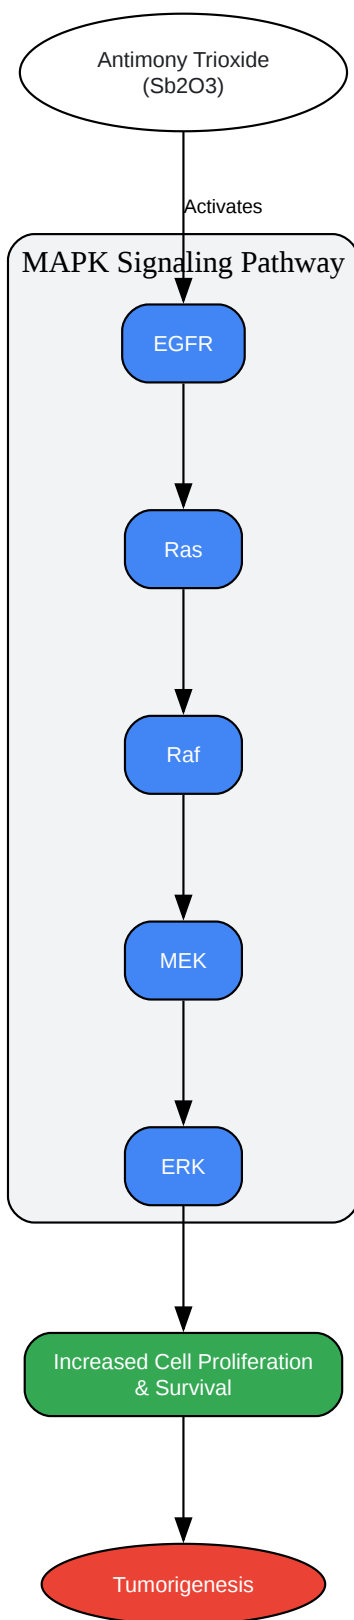 Antimony Trioxide
(Sb2O3)
Activates
MAPK Signaling Pathway
EGFR
Ras
Raf
MEK
ERK
Increased Cell Proliferation
& Survival
Tumorigenesis